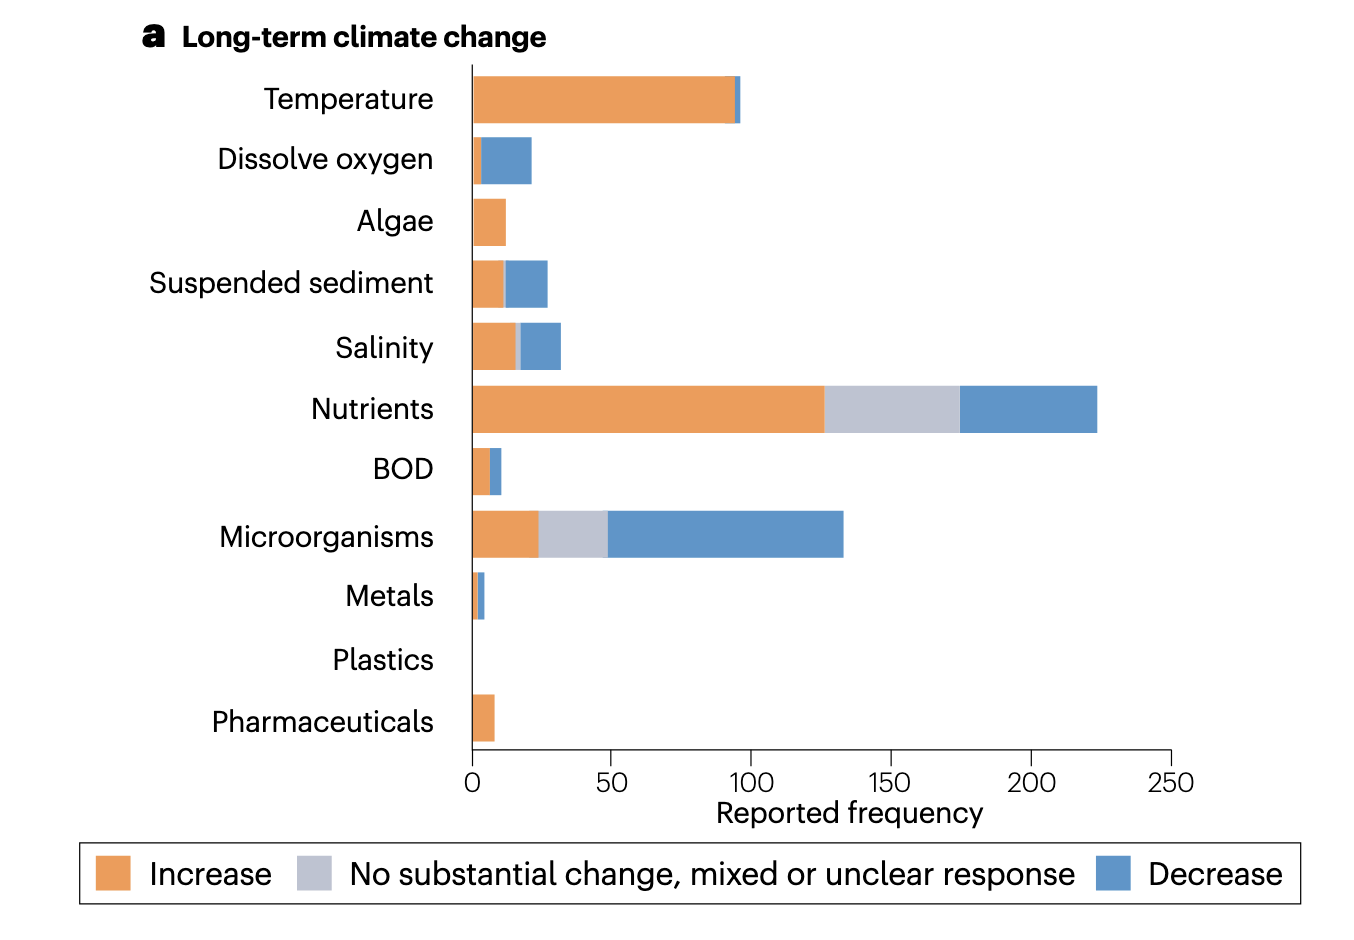 a Long-term climate change
Temperature
Dissolve oxygen
Algae
Suspended sediment
Salinity
Nutrients
BOD
Microorganisms
Metals
Plastics
Pharmaceuticals
0 50 100 150 200 250
Reported frequency
Increase No substantial change, mixed or unclear response Decrease